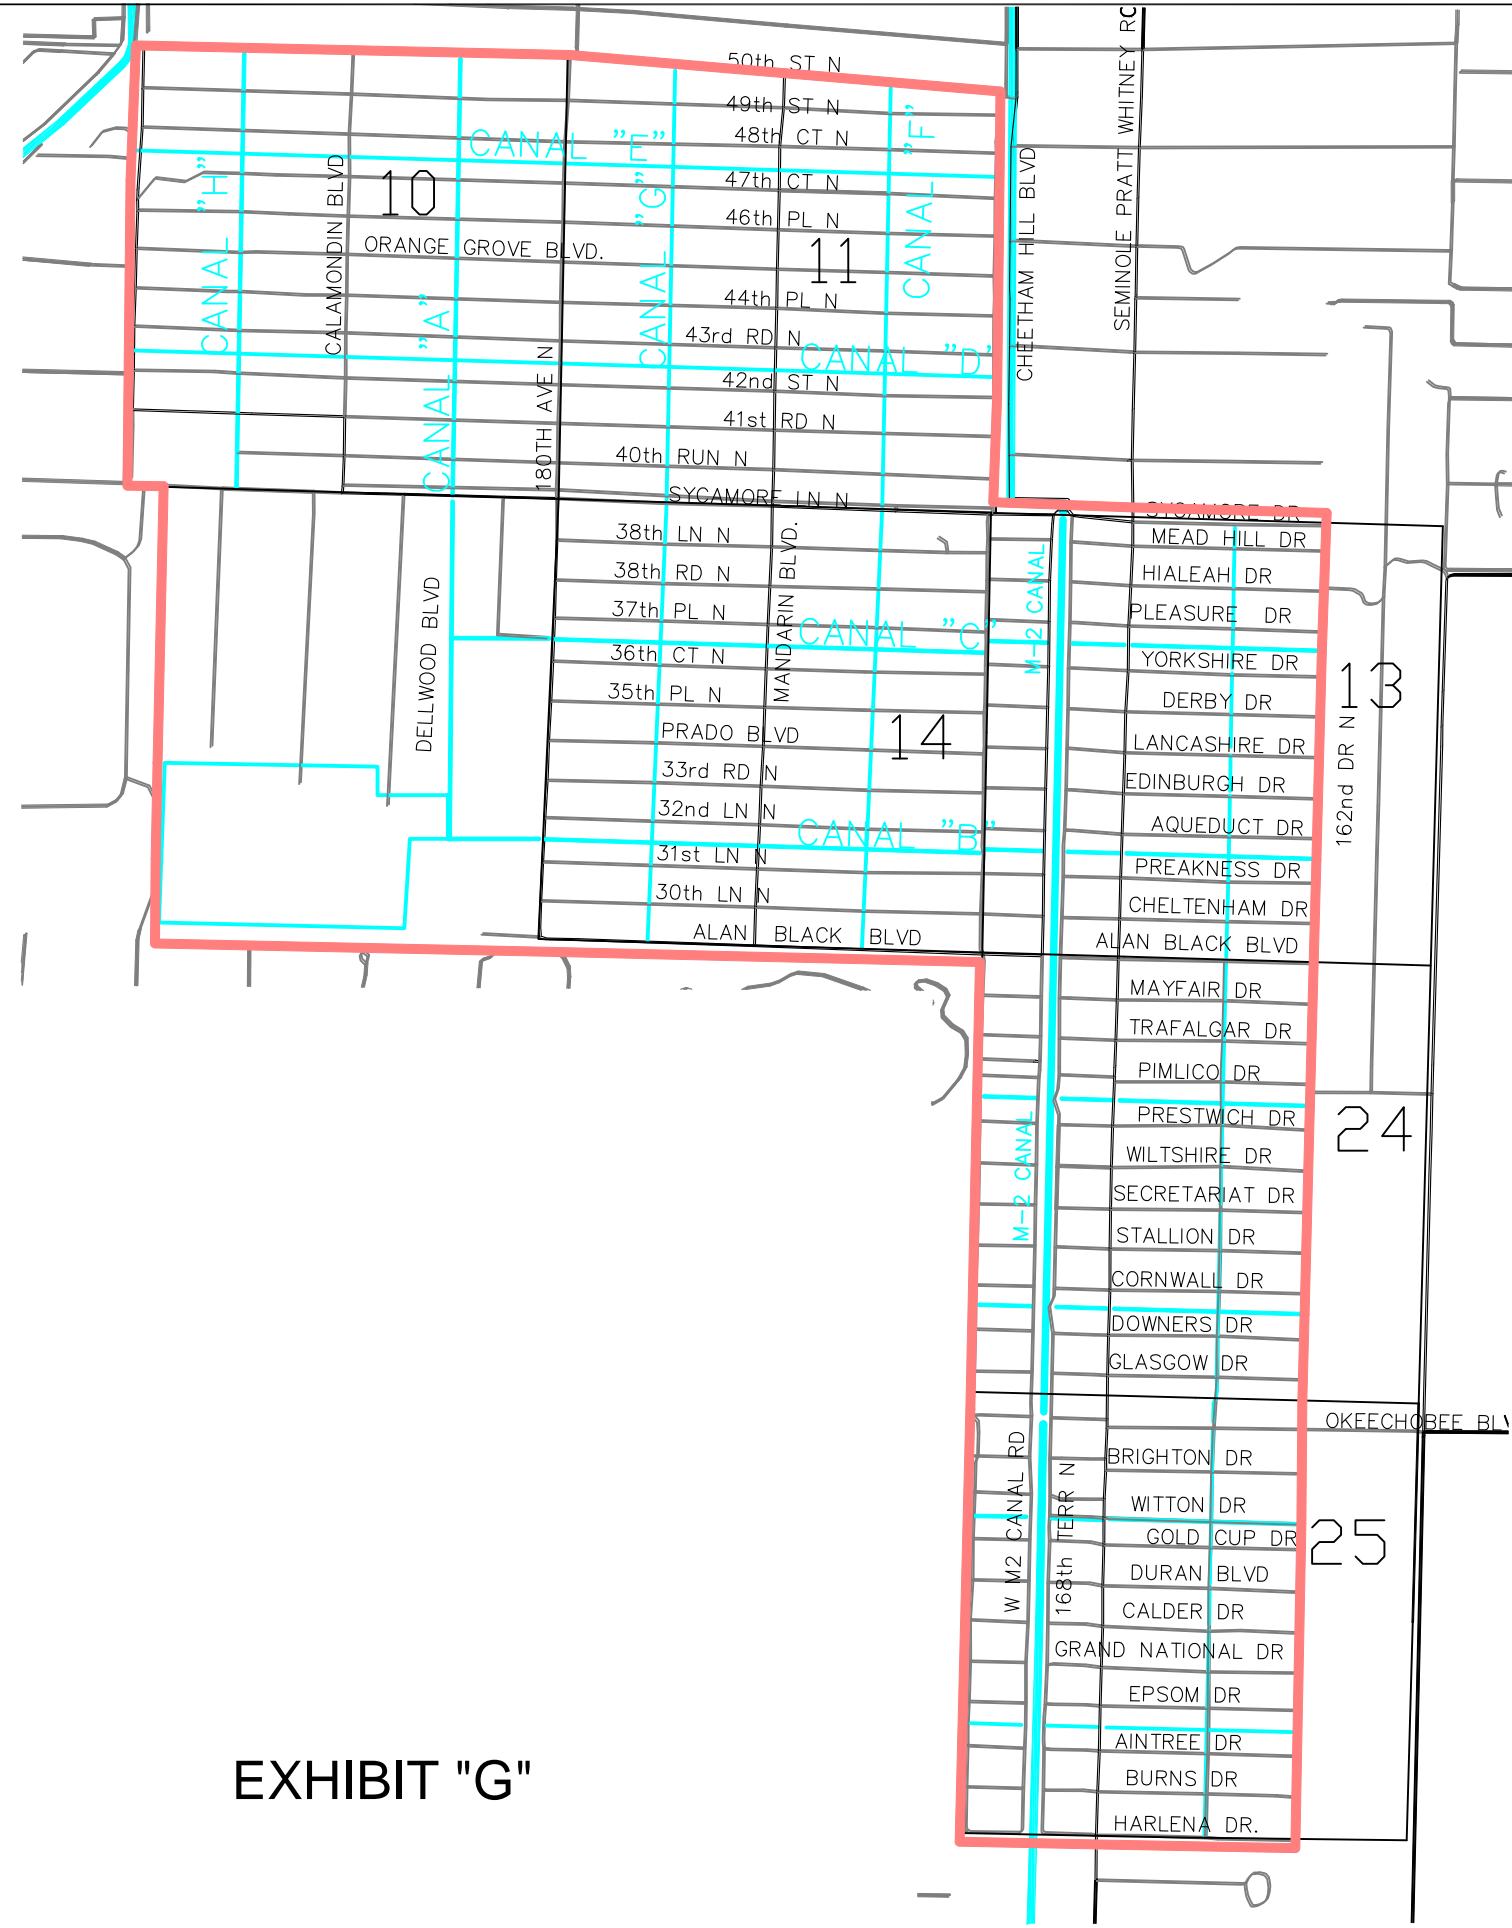 50th ST N
49th ST N
48th CT N
CANAL "E"
47th CT N
46th PL N
10
11
ORANGE GROVE BLVD.
44th PL N
43rd RD N
CANAL "D"
42nd ST N
41st RD N
40th RUN N
SYCAMORE LN N
CANAL "H"
CALAMONDIN BLVD
CANAL "A"
180TH AVE N
CANAL "G"
CANAL "F"
CHEETHAM HILL BLVD
SEMINOLE PRATT WHITNEY
38th LN N
38th RD N
37th PL N
CANAL "C"
36th CT N
35th PL N
PRADO BLVD
14
33rd RD N
32nd LN N
CANAL "B"
31st LN N
30th LN N
ALAN BLACK BLVD
DELLWOOD BLVD
MANDARIN BLVD.
M-2 CANAL
SYCAMORE DR
MEAD HILL DR
HIALEAH DR
PLEASURE DR
YORKSHIRE DR
13
DERBY DR
LANCASHIRE DR
EDINBURGH DR
162nd DR N
AQUEDUCT DR
PREAKNESS DR
CHELTENHAM DR
ALAN BLACK BLVD
MAYFAIR DR
TRAFALGAR DR
PIMLICO DR
PRESTWICH DR
24
WILTSHIRE DR
M-2 CANAL
SECRETARIAT DR
STALLION DR
CORNWALL DR
DOWNERS DR
GLASGOW DR
OKEECHOBEE
BRIGHTON DR
WITTON DR
GOLD CUP DR
25
W M2 CANAL RD
168th TERR N
DURAN BLVD
CALDER DR
GRAND NATIONAL DR
EPSOM DR
AINTREE DR
BURNS DR
HARLENA DR.
EXHIBIT "G"